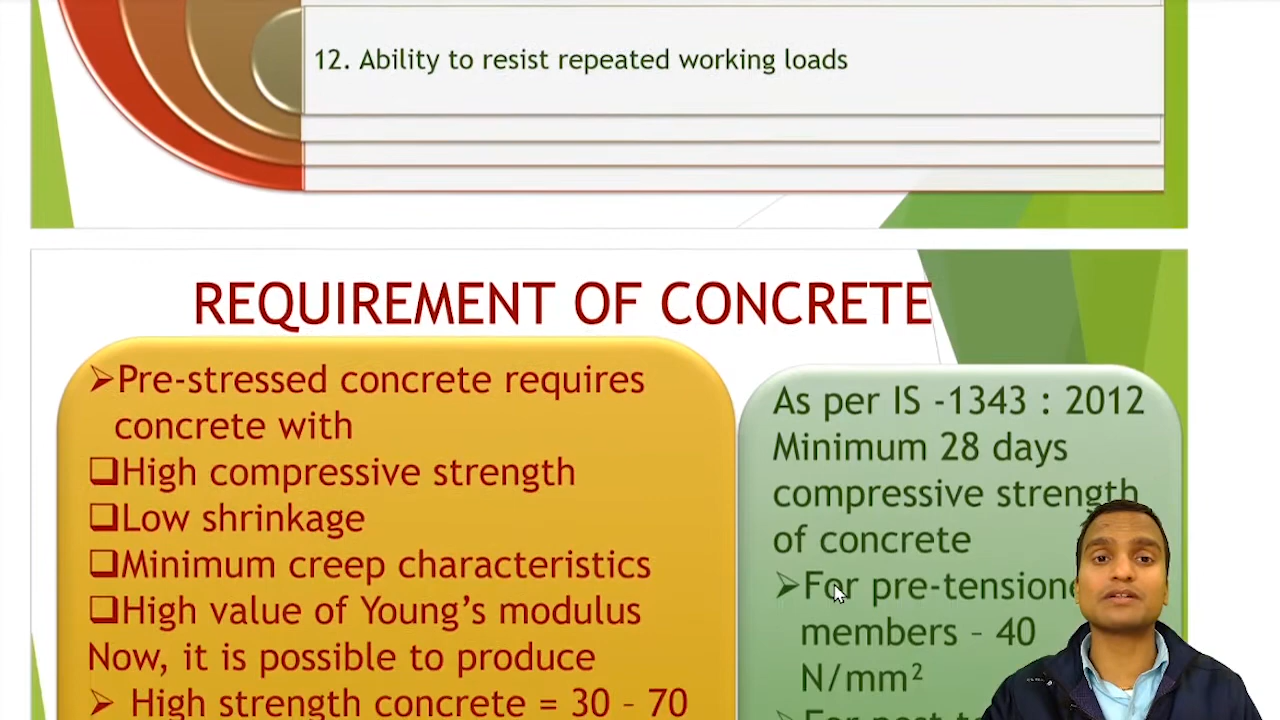 12. Ability to resist repeated working loads
REQUIREMENT OF CONCRETE
➢Pre-stressed concrete requires
concrete with
❑High compressive strength
❑Low shrinkage
❑Minimum creep characteristics
❑High value of Young’s modulus
Now, it is possible to produce
➢ High strength concrete = 30 – 70
As per IS -1343 : 2012
Minimum 28 days
compressive strength
of concrete
➢For pre-tensione
members – 40
N/mm²